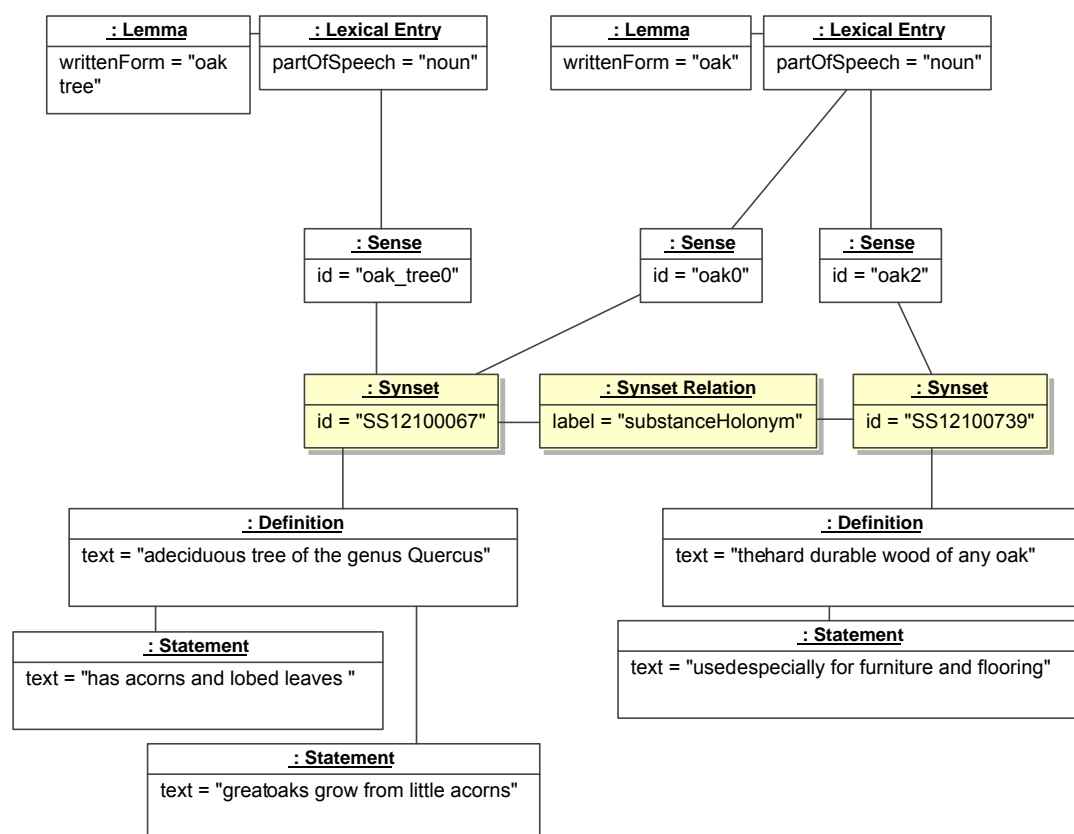 : Lemma
writtenForm = "oak
tree"
: Lexical Entry
partOfSpeech = "noun"
: Lemma
writtenForm = "oak"
: Lexical Entry
partOfSpeech = "noun"
: Sense
id = "oak_tree0"
: Sense
id = "oak0"
: Sense
id = "oak2"
: Synset
id = "SS12100067"
: Synset Relation
label = "substanceHolonym"
: Synset
id = "SS12100739"
: Definition
text = "adeciduous tree of the genus Quercus"
: Definition
text = "thehard durable wood of any oak"
: Statement
text = "has acorns and lobed leaves "
: Statement
text = "usedespecially for furniture and flooring"
: Statement
text = "greatoaks grow from little acorns"